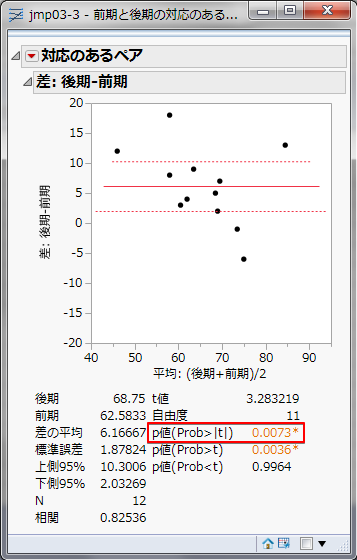 jmp03-3 - 前期と後期の対応のある...
対応のあるペア
差: 後期-前期
20
15
10
5
0
-5
-10
-15
-20
差: 後期-前期
40 50 60 70 80 90
平均: (後期+前期)/2
後期 68.75 t値 3.283219
前期 62.5833 自由度 11
差の平均 6.16667 p値(Prob>|t|) 0.0073*
標準誤差 1.87824 p値(Prob>t) 0.0036*
上側95% 10.3006 p値(Prob<t) 0.9964
下側95% 2.03269
N 12
相関 0.82536